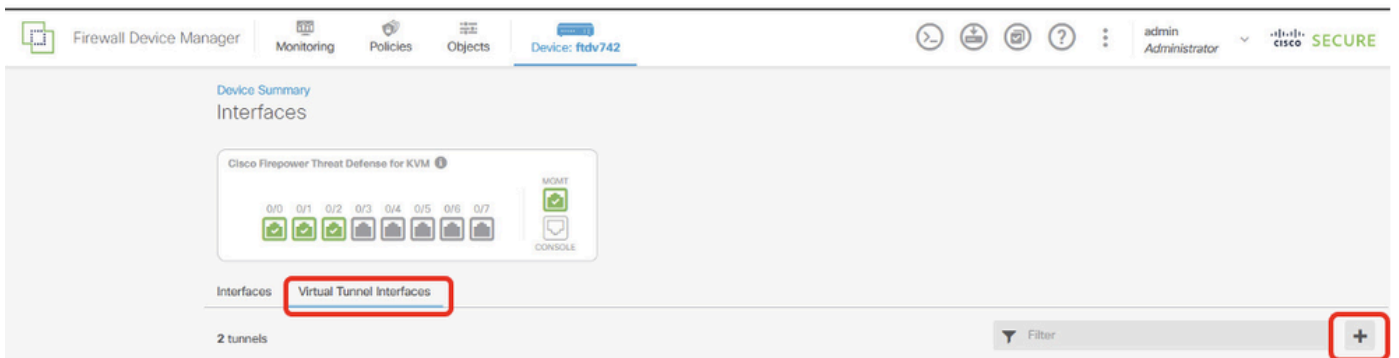 Firewall Device Manager
Monitoring
Policies
Objects
Device: ftdv742
admin
Administrator
cisco SECURE
Device Summary
Interfaces
Cisco Firepower Threat Defense for KVM
0/0 0/1 0/2 0/3 0/4 0/5 0/6 0/7
MGMT
CONSOLE
Interfaces
Virtual Tunnel Interfaces
2 tunnels
Filter